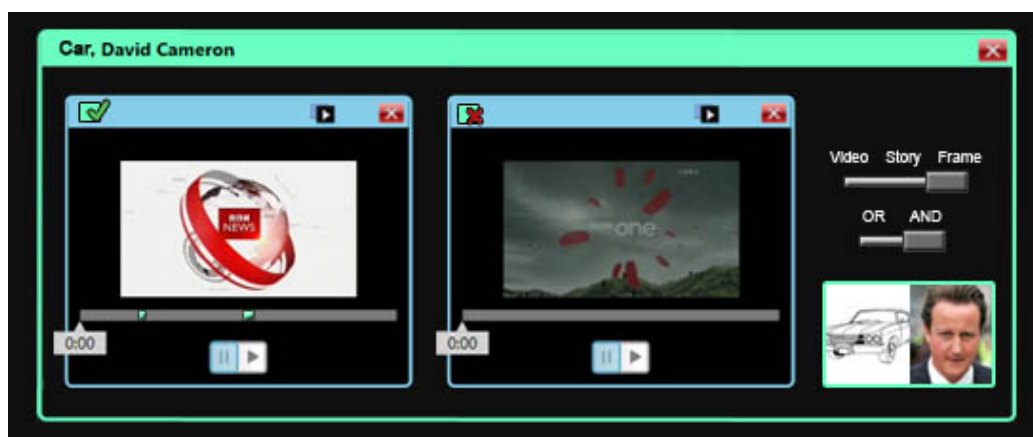 Car, David Cameron
BBC
NEWS
one
Video Story Frame
OR AND
0:00
0:00